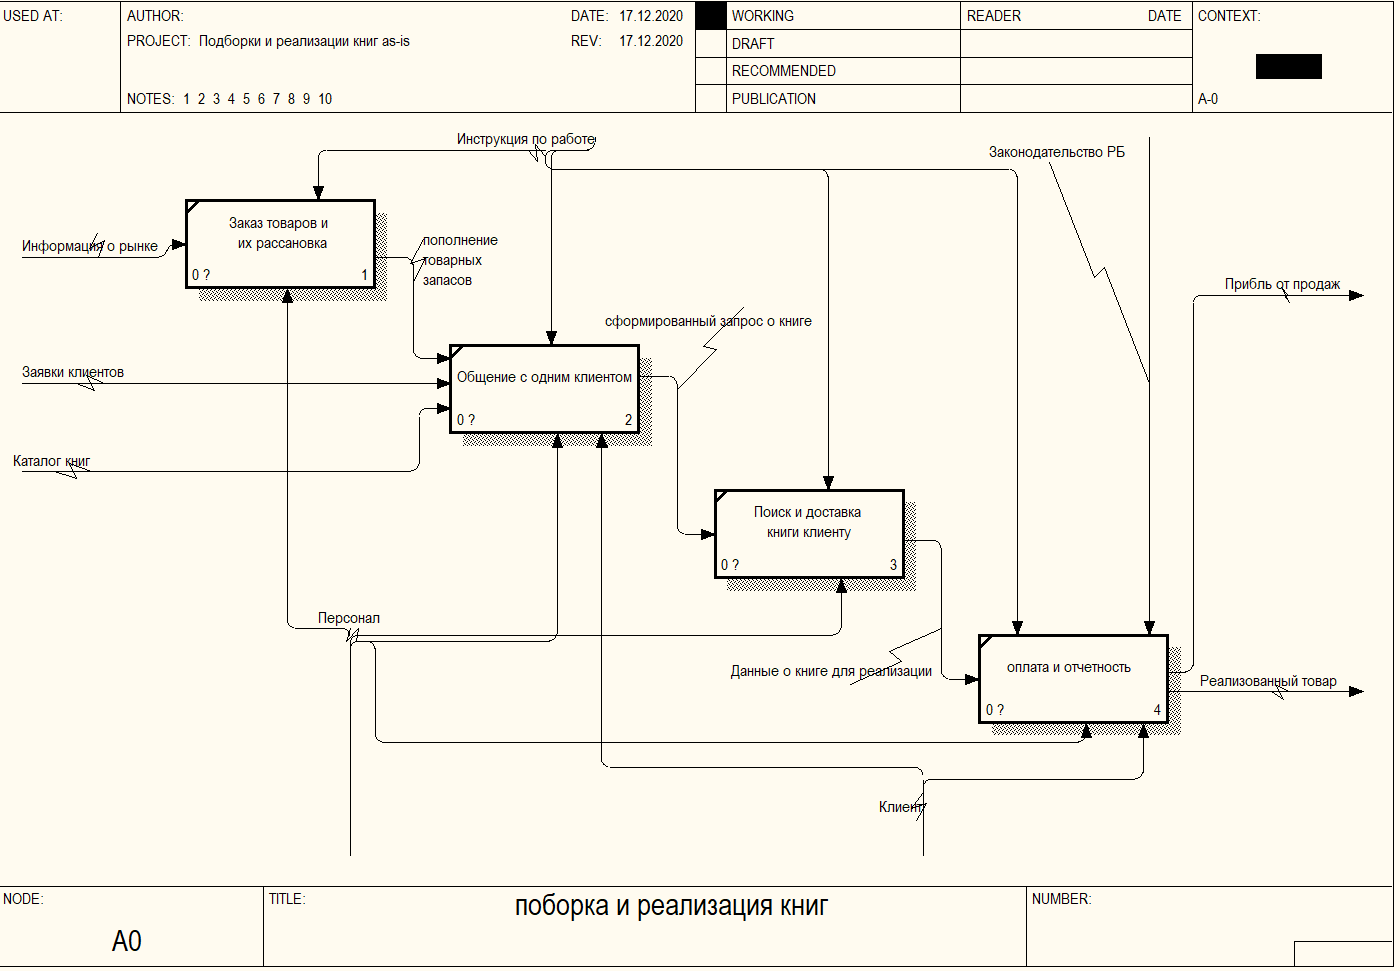 USED AT:
AUTHOR:
DATE: 17.12.2020
PROJECT: Подборки и реализации книг as-is
REV: 17.12.2020
NOTES: 1 2 3 4 5 6 7 8 9 10
WORKING
DRAFT
RECOMMENDED
PUBLICATION
READER
DATE
CONTEXT:
A-0
Инструкция по работе
Законодательство РБ
Заказ товаров и
их рассановка
0 ?
1
Информация о рынке
пополнение
товарных
запасов
Прибль от продаж
сформированный запрос о книге
Заявки клиентов
Общение с одним клиентом
0 ?
2
Каталог книг
Поиск и доставка
книги клиенту
0 ?
3
Персонал
Данные о книге для реализации
оплата и отчетность
0 ?
4
Реализованный товар
Клиент
NODE:
A0
TITLE:
поборка и реализация книг
NUMBER: